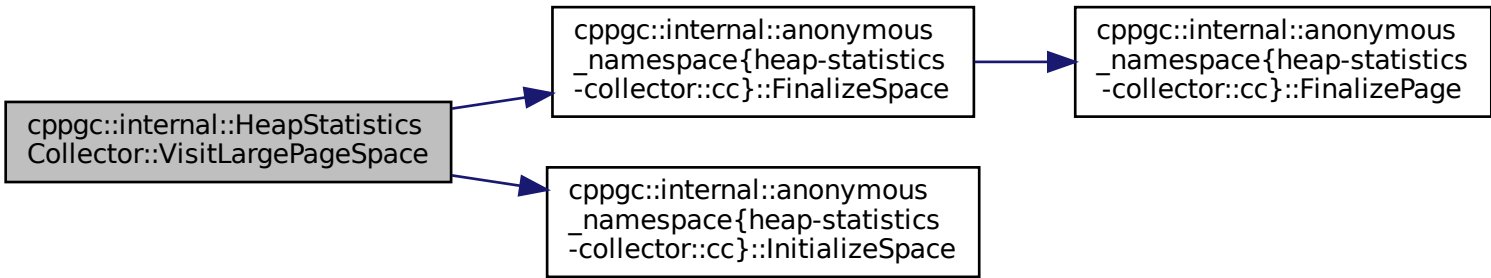 cppgc::internal::HeapStatistics
Collector::VisitLargePageSpace
cppgc::internal::anonymous
_namespace{heap-statistics
-collector::cc}::FinalizeSpace
cppgc::internal::anonymous
_namespace{heap-statistics
-collector::cc}::FinalizePage
cppgc::internal::anonymous
_namespace{heap-statistics
-collector::cc}::InitializeSpace